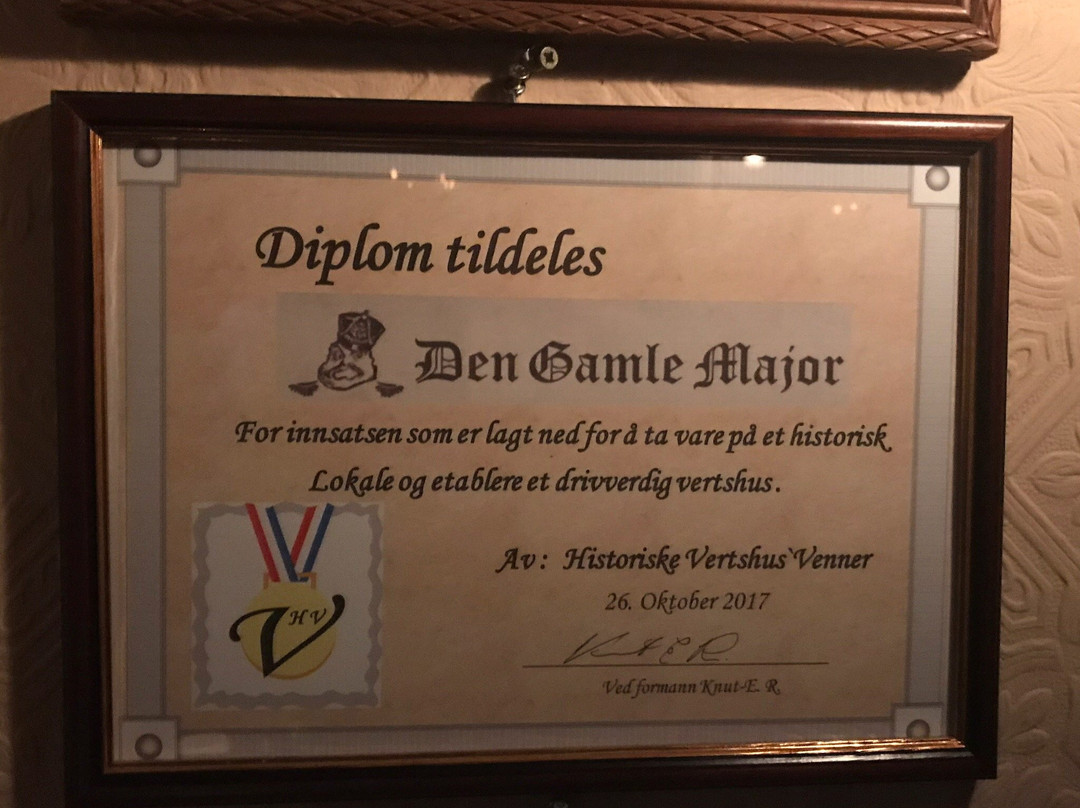 Diplom tildeles
Den Gamle Major
For innsatsen som er lagt ned for å ta vare på et historisk
Lokale og etablere et drivverdig vertshus.
HV
V
Av: Historiske Vertshus`Venner
26. Oktober 2017
Knut E R.
Ved formann Knut-E. R.